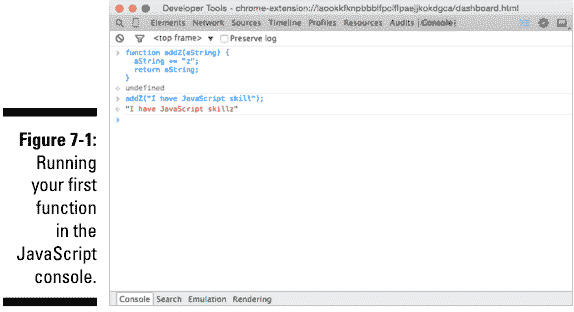 Developer Tools - chrome-extension://laookkfknpbbblfpciffpaejjkokdgca/dashboard.html
Elements Network Sources Timeline Profiles Resources Audits Console
<top frame> ▼ Preserve log
> function addZ(aString) {
aString += "z";
return aString;
}
< undefined
> addZ("I have JavaScript skill");
< "I have JavaScript skillz"
>
Console Search Emulation Rendering
Figure 7-1:
Running
your first
function
in the
JavaScript
console.